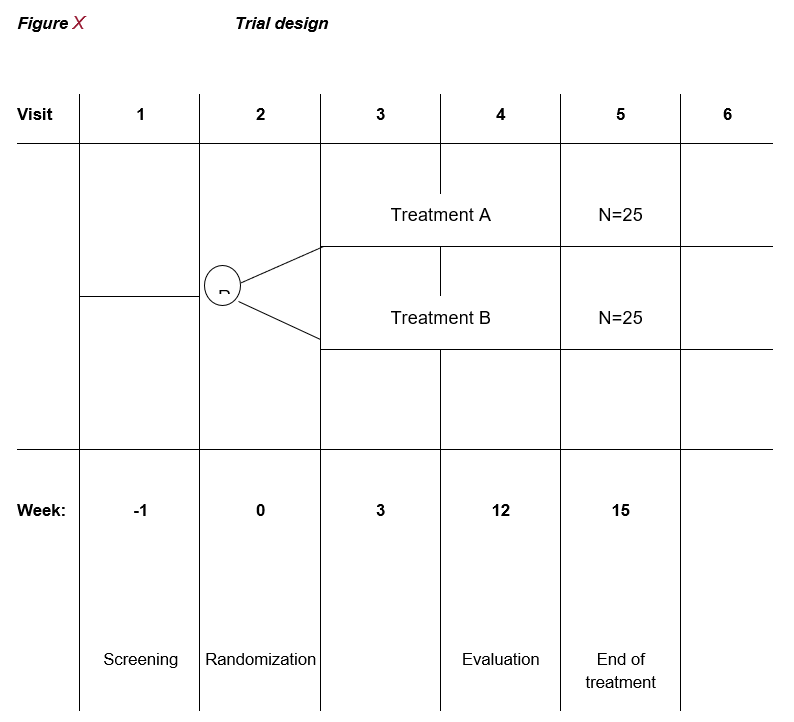 Figure X Trial design
Visit 1 2 3 4 5 6
Treatment A N=25
Treatment B N=25
Week: -1 0 3 12 15
Screening Randomization Evaluation End of
treatment